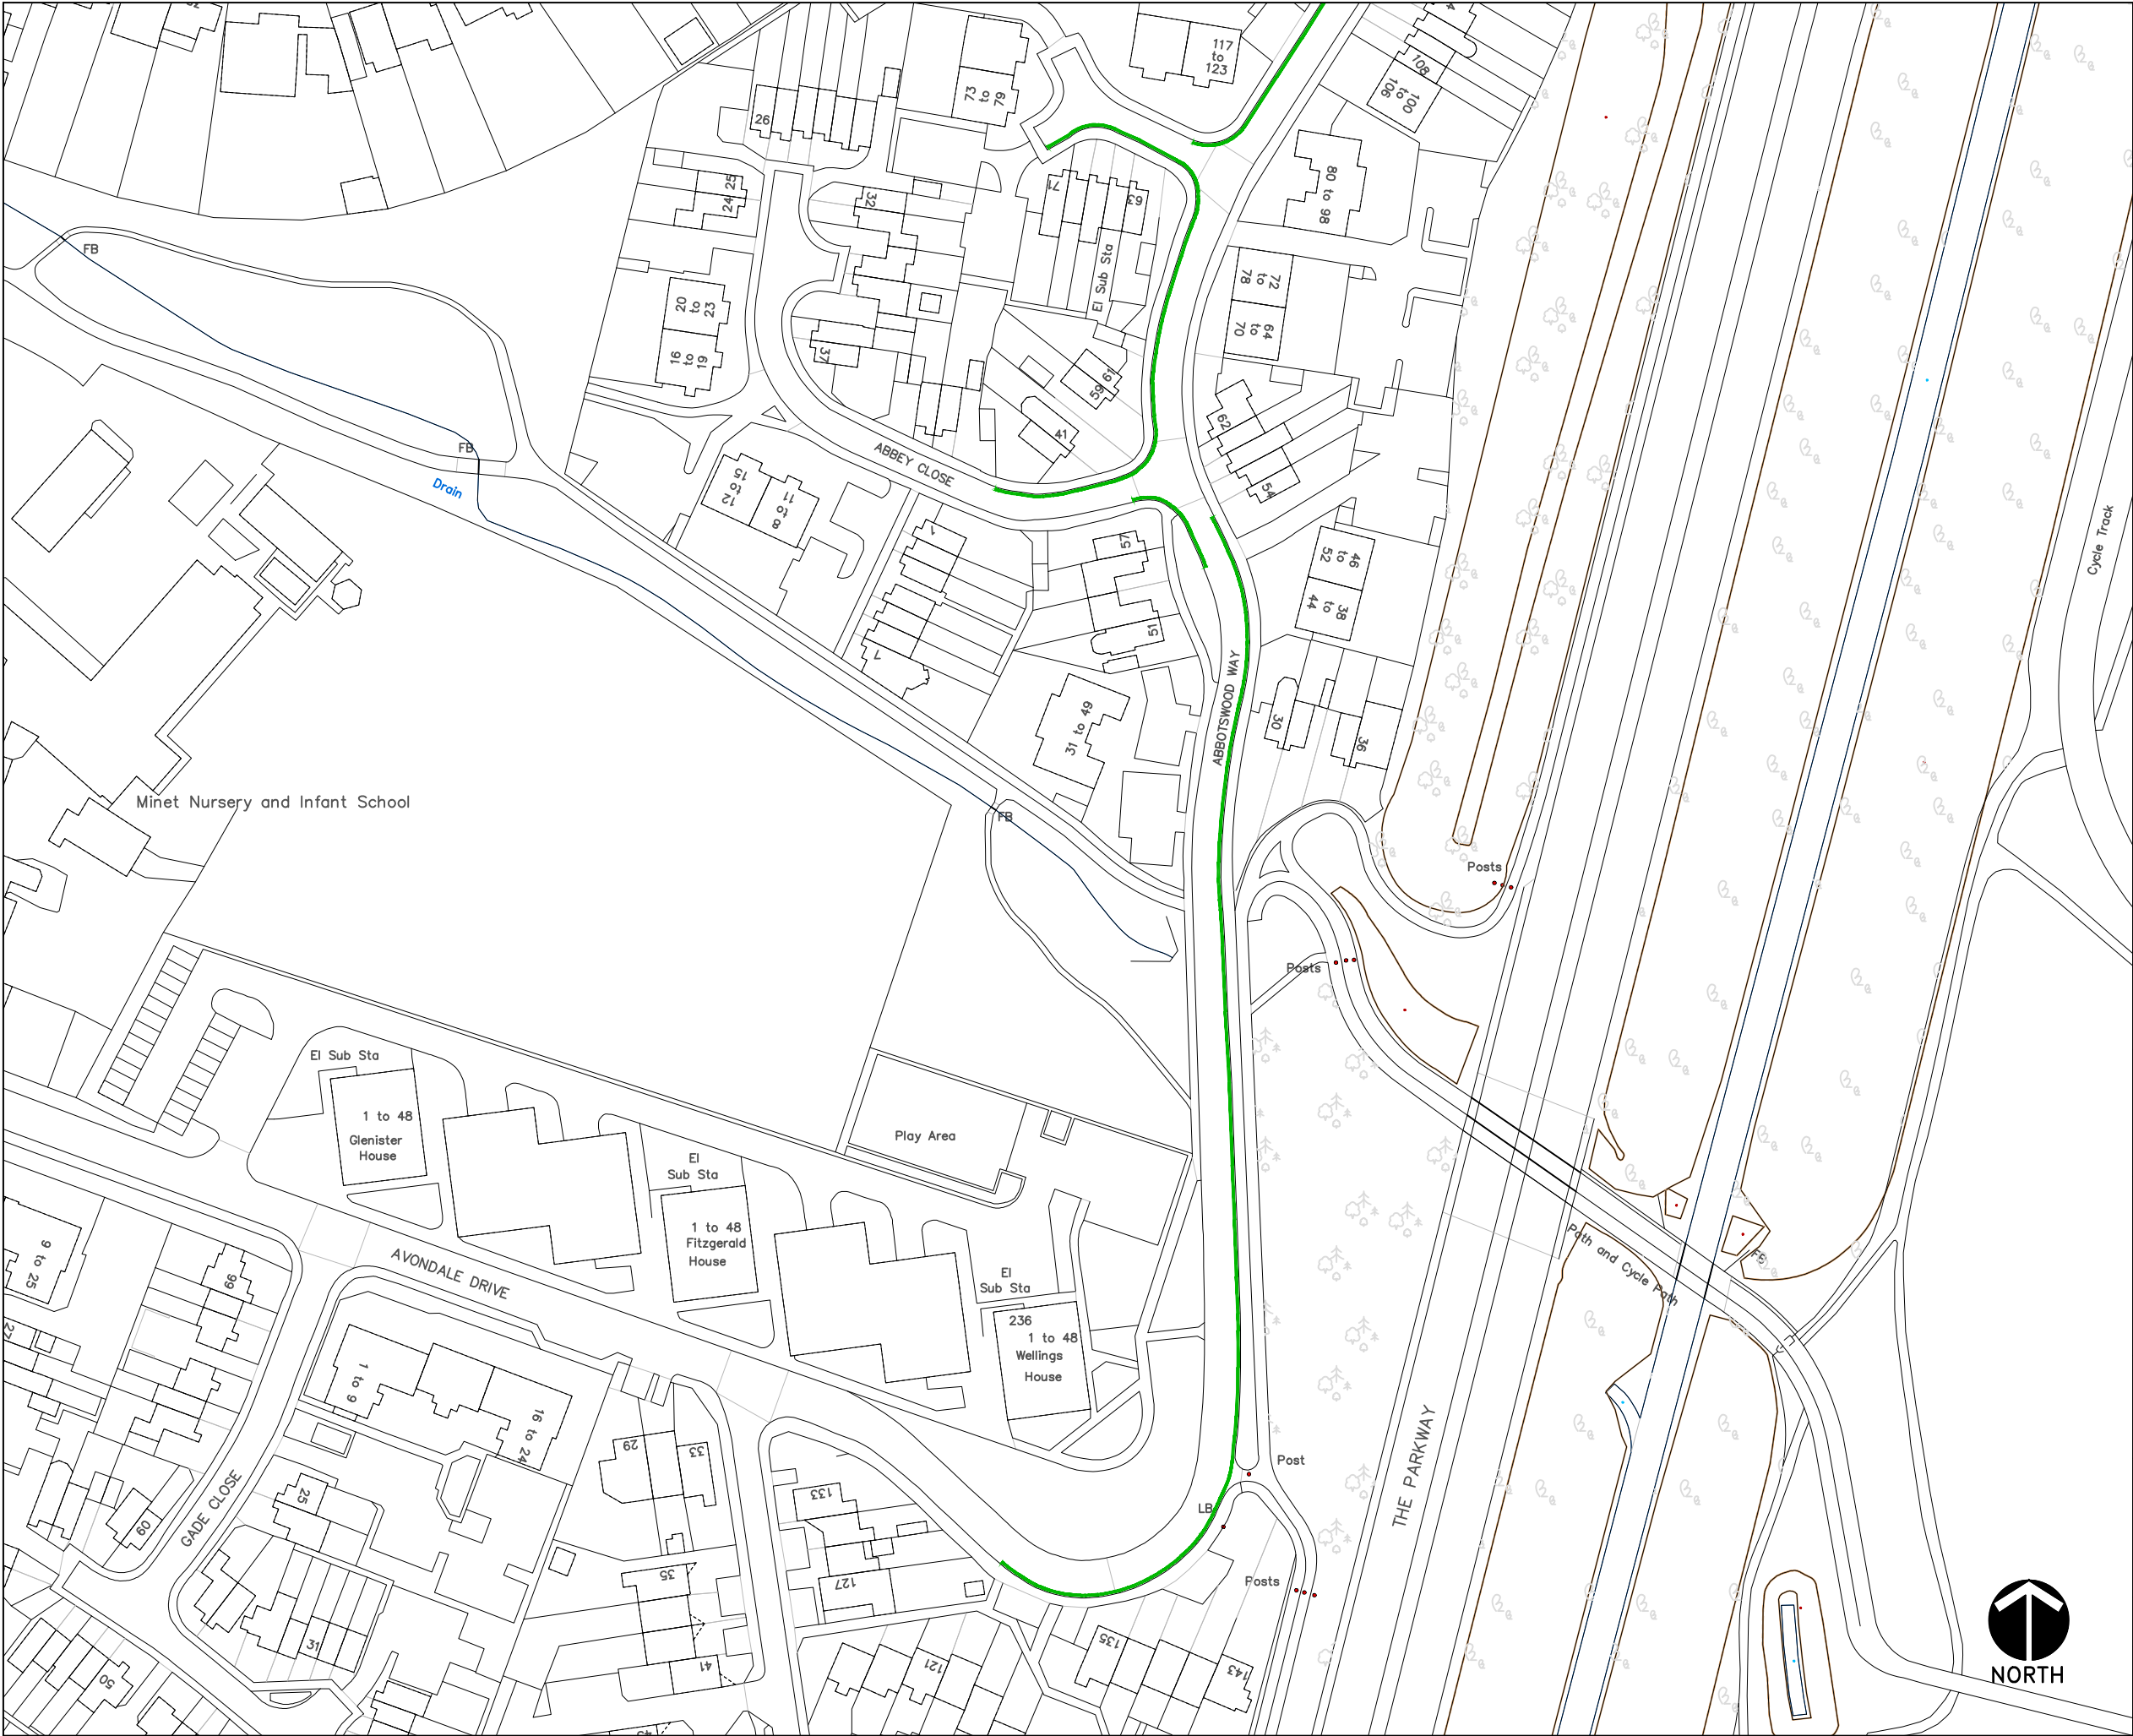 117
to
123
108
100
to
106
73
to
79
26
80 to 98
25
24
32
71
63
El Sub Sta
FB
72
to
78
64
to
70
20
to
23
16
to
19
37
59 61
41
62
54
FB
Drain
ABBEY CLOSE
15
to
12
11
to
8
1
7
57
51
46
to
52
38
to
44
Cycle Track
ABBOTSWOOD WAY
31 to 49
30
36
Minet Nursery and Infant School
FB
Posts
Posts
El Sub Sta
1 to 48
Glenister
House
Play Area
El
Sub Sta
1 to 48
Fitzgerald
House
El
Sub Sta
236
1 to 48
Wellings
House
9 to 25
27
99
AVONDALE DRIVE
Path and Cycle Path
FB
1 to 9
16 to 24
29
33
GADE CLOSE
25
60
133
127
THE PARKWAY
Post
LB
Posts
35
41
31
50
121
135
143
NORTH